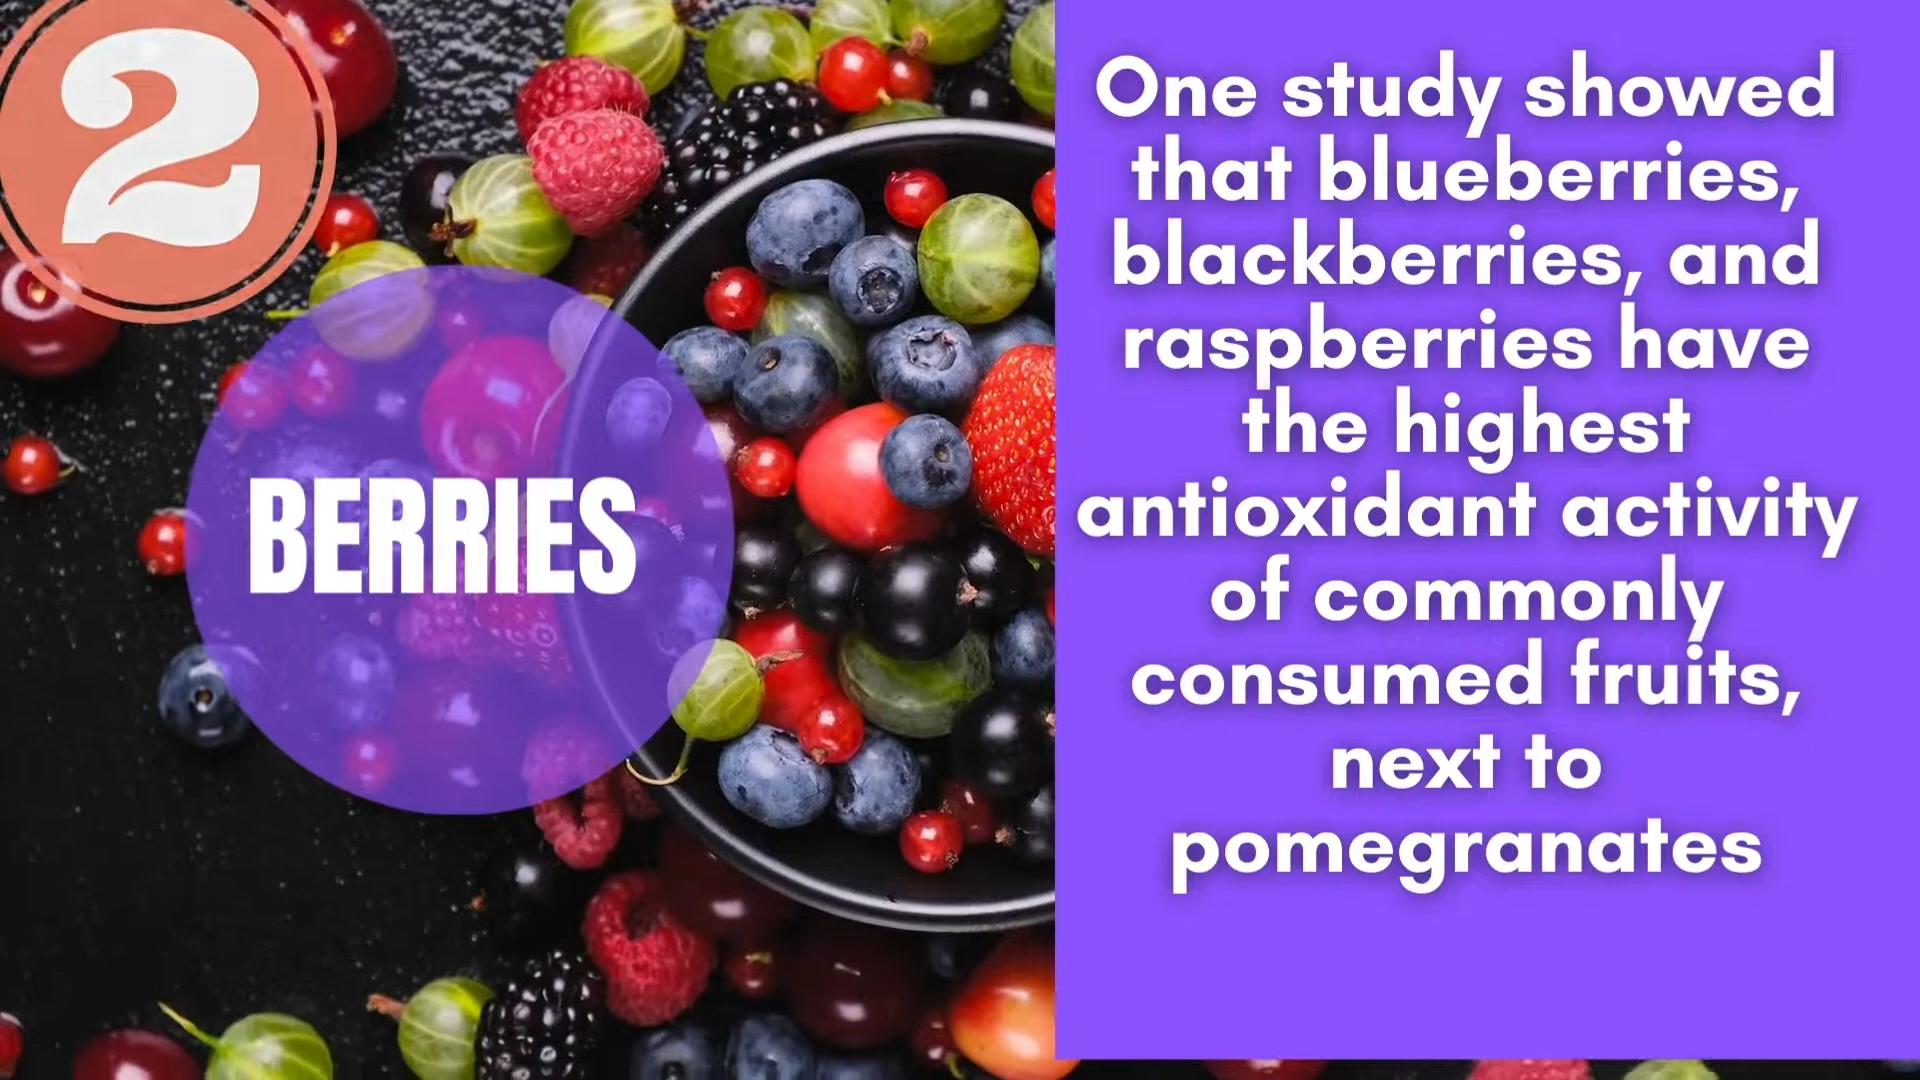 2
BERRIES
One study showed
that blueberries,
blackberries, and
raspberries have
the highest
antioxidant activity
of commonly
consumed fruits,
next to
pomegranates